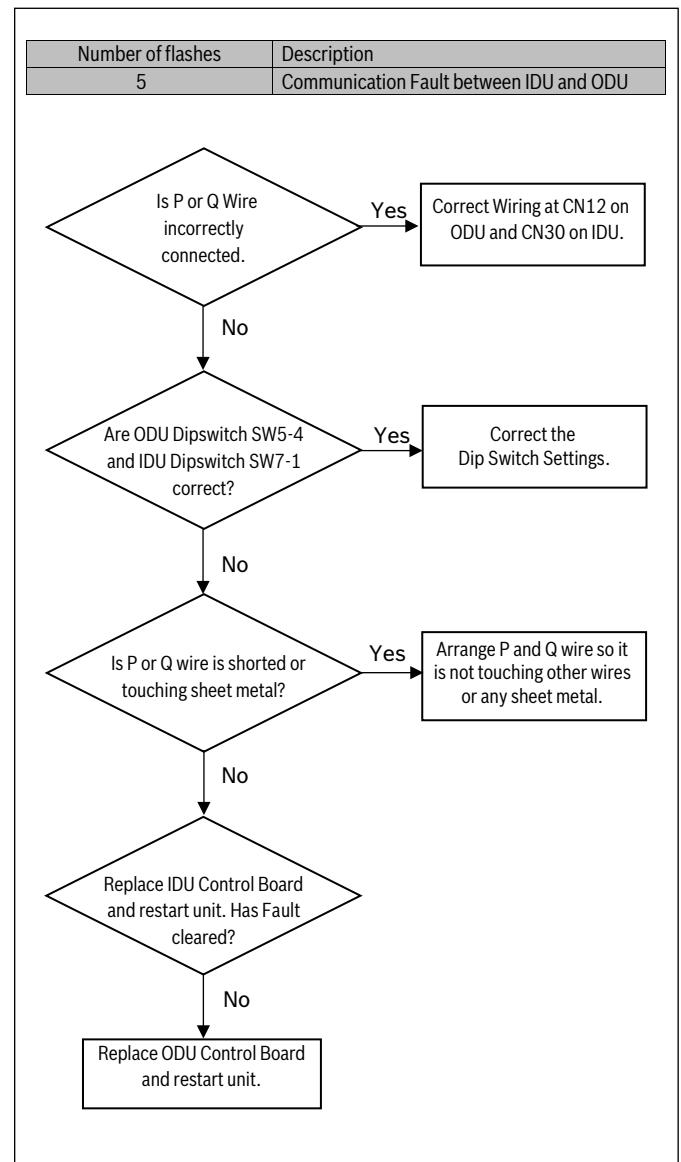 Number of flashes Description
5 Communication Fault between IDU and ODU
Is P or Q Wire
incorrectly
connected.
Yes
Correct Wiring at CN12 on
ODU and CN30 on IDU.
No
Are ODU Dipswitch SW5-4
and IDU Dipswitch SW7-1
correct?
Yes
Correct the
Dip Switch Settings.
No
Is P or Q wire is shorted or
touching sheet metal?
Yes
Arrange P and Q wire so it
is not touching other wires
or any sheet metal.
No
Replace IDU Control Board
and restart unit. Has Fault
cleared?
No
Replace ODU Control Board
and restart unit.